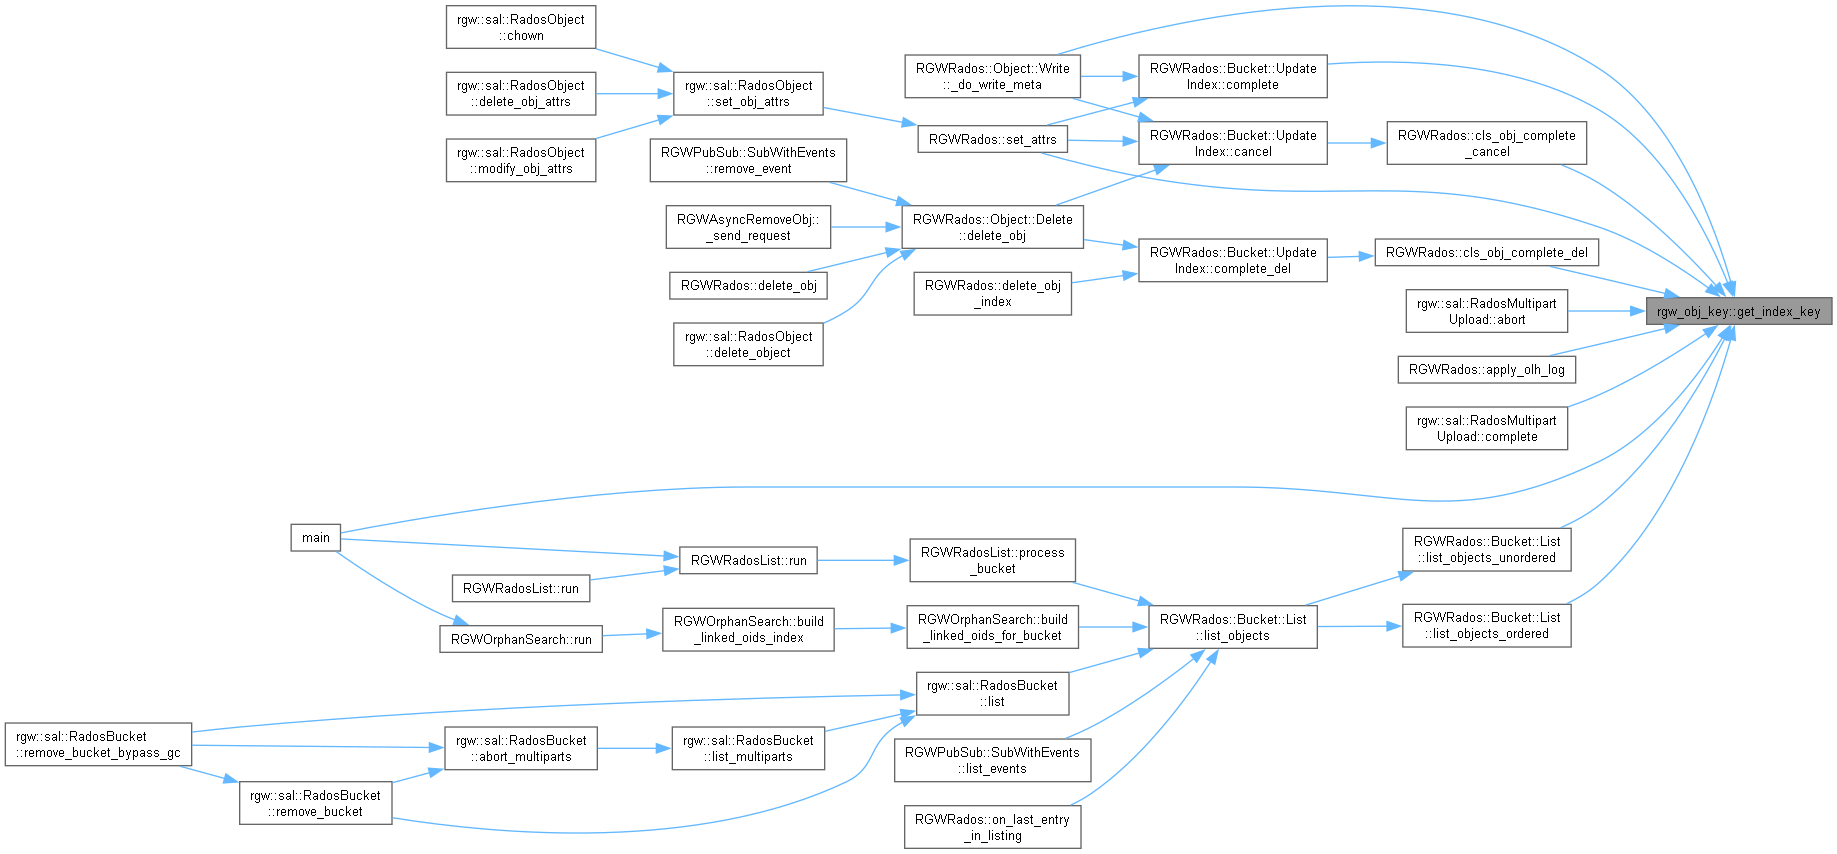 rgw::sal::RadosObject
::chown
rgw::sal::RadosObject
::delete_obj_attrs
rgw::sal::RadosObject
::modify_obj_attrs
rgw::sal::RadosObject
::set_obj_attrs
RGWPubSub::SubWithEvents
::remove_event
RGWAsyncRemoveObj::
_send_request
RGWRados::delete_obj
rgw::sal::RadosObject
::delete_object
RGWRados::Object::Write
::_do_write_meta
RGWRados::set_attrs
RGWRados::Object::Delete
::delete_obj
RGWRados::delete_obj
_index
RGWRados::Bucket::Update
Index::complete
RGWRados::Bucket::Update
Index::cancel
RGWRados::Bucket::Update
Index::complete_del
RGWRados::cls_obj_complete
_cancel
RGWRados::cls_obj_complete_del
rgw::sal::RadosMultipart
Upload::abort
RGWRados::apply_olh_log
rgw::sal::RadosMultipart
Upload::complete
rgw_obj_key::get_index_key
main
RGWRadosList::run
RGWRadosList::run
RGWOrphanSearch::run
RGWOrphanSearch::build
_linked_oids_index
RGWRadosList::process
_bucket
RGWOrphanSearch::build
_linked_oids_for_bucket
RGWRados::Bucket::List
::list_objects
RGWRados::Bucket::List
::list_objects_unordered
RGWRados::Bucket::List
::list_objects_ordered
rgw::sal::RadosBucket
::list
RGWPubSub::SubWithEvents
::list_events
RGWRados::on_last_entry
_in_listing
rgw::sal::RadosBucket
::remove_bucket_bypass_gc
rgw::sal::RadosBucket
::abort_multiparts
rgw::sal::RadosBucket
::list_multiparts
rgw::sal::RadosBucket
::remove_bucket